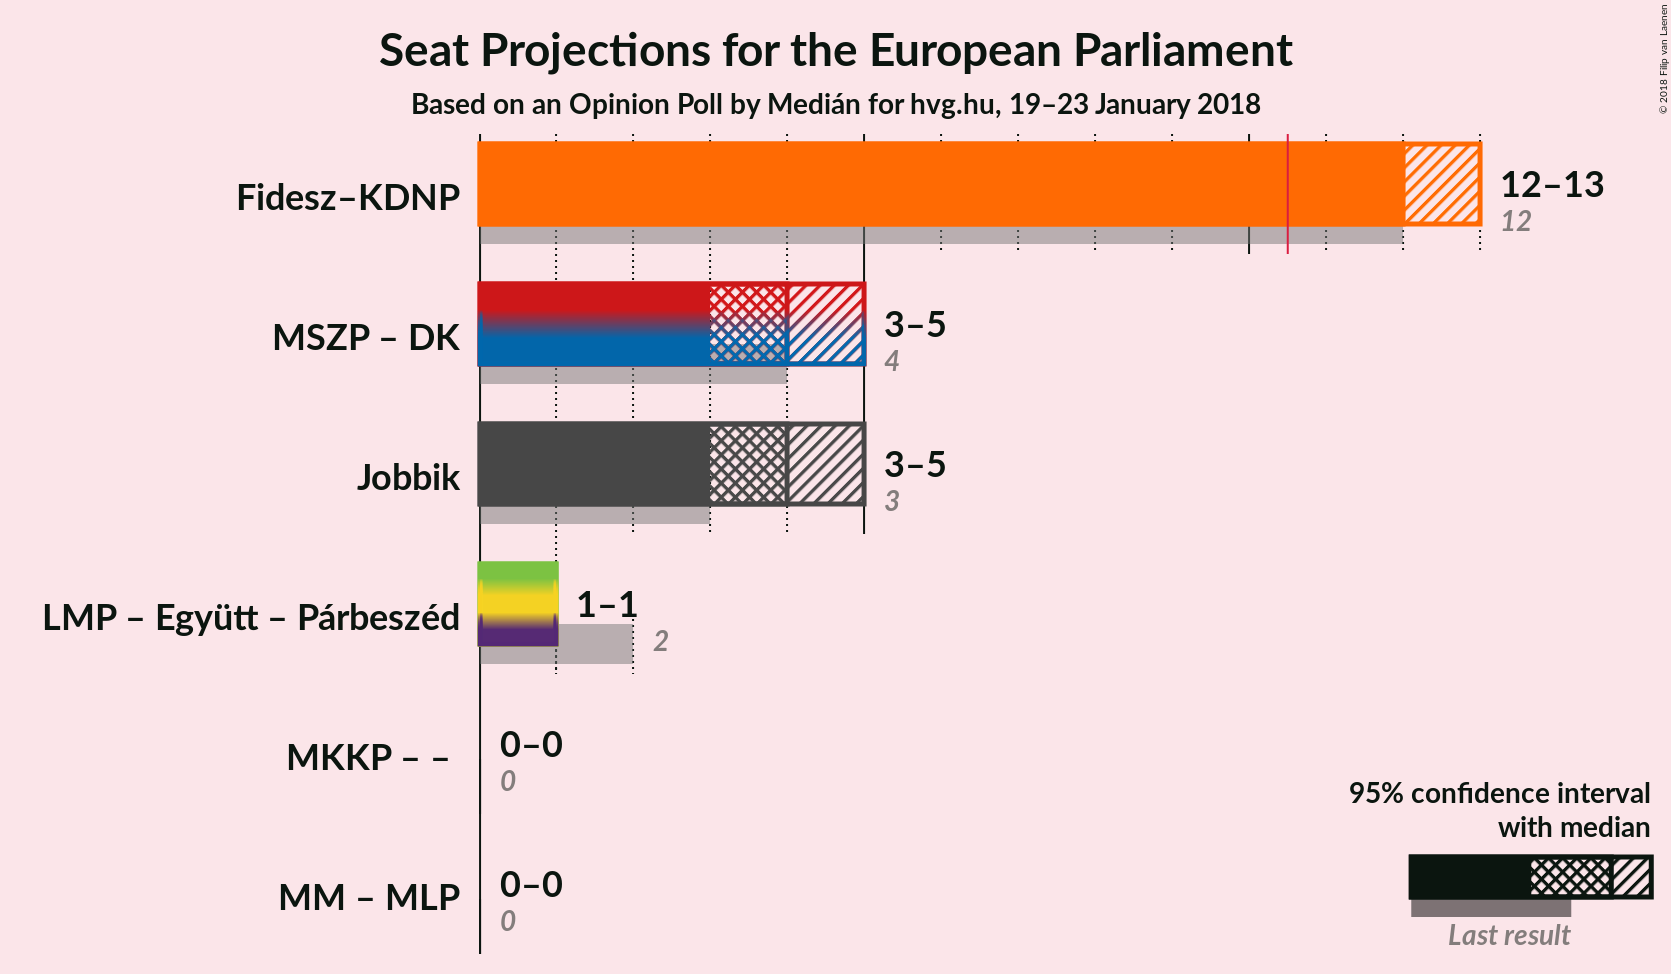 Seat Projections for the European Parliament
Based on an Opinion Poll by Medián for hvg.hu, 19–23 January 2018
© 2018 Filip van Laenen
Fidesz–KDNP
12–13
12
MSZP – DK
3–5
4
Jobbik
3–5
3
LMP – Együtt – Párbeszéd
1–1
2
MKKP – –
0–0
0
MM – MLP
0–0
0
95% confidence interval
with median
Last result